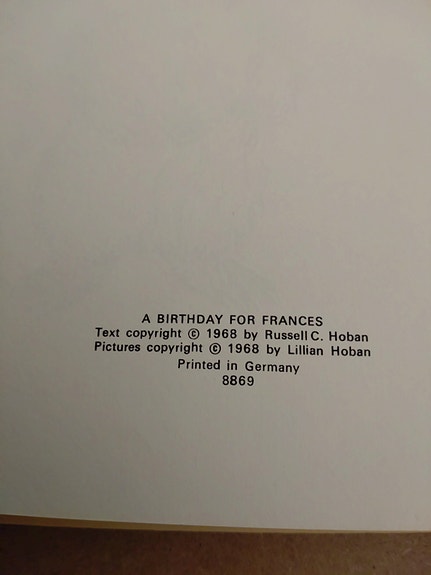 A BIRTHDAY FOR FRANCES
Text copyright © 1968 by Russell C. Hoban
Pictures copyright © 1968 by Lillian Hoban
Printed in Germany
8869